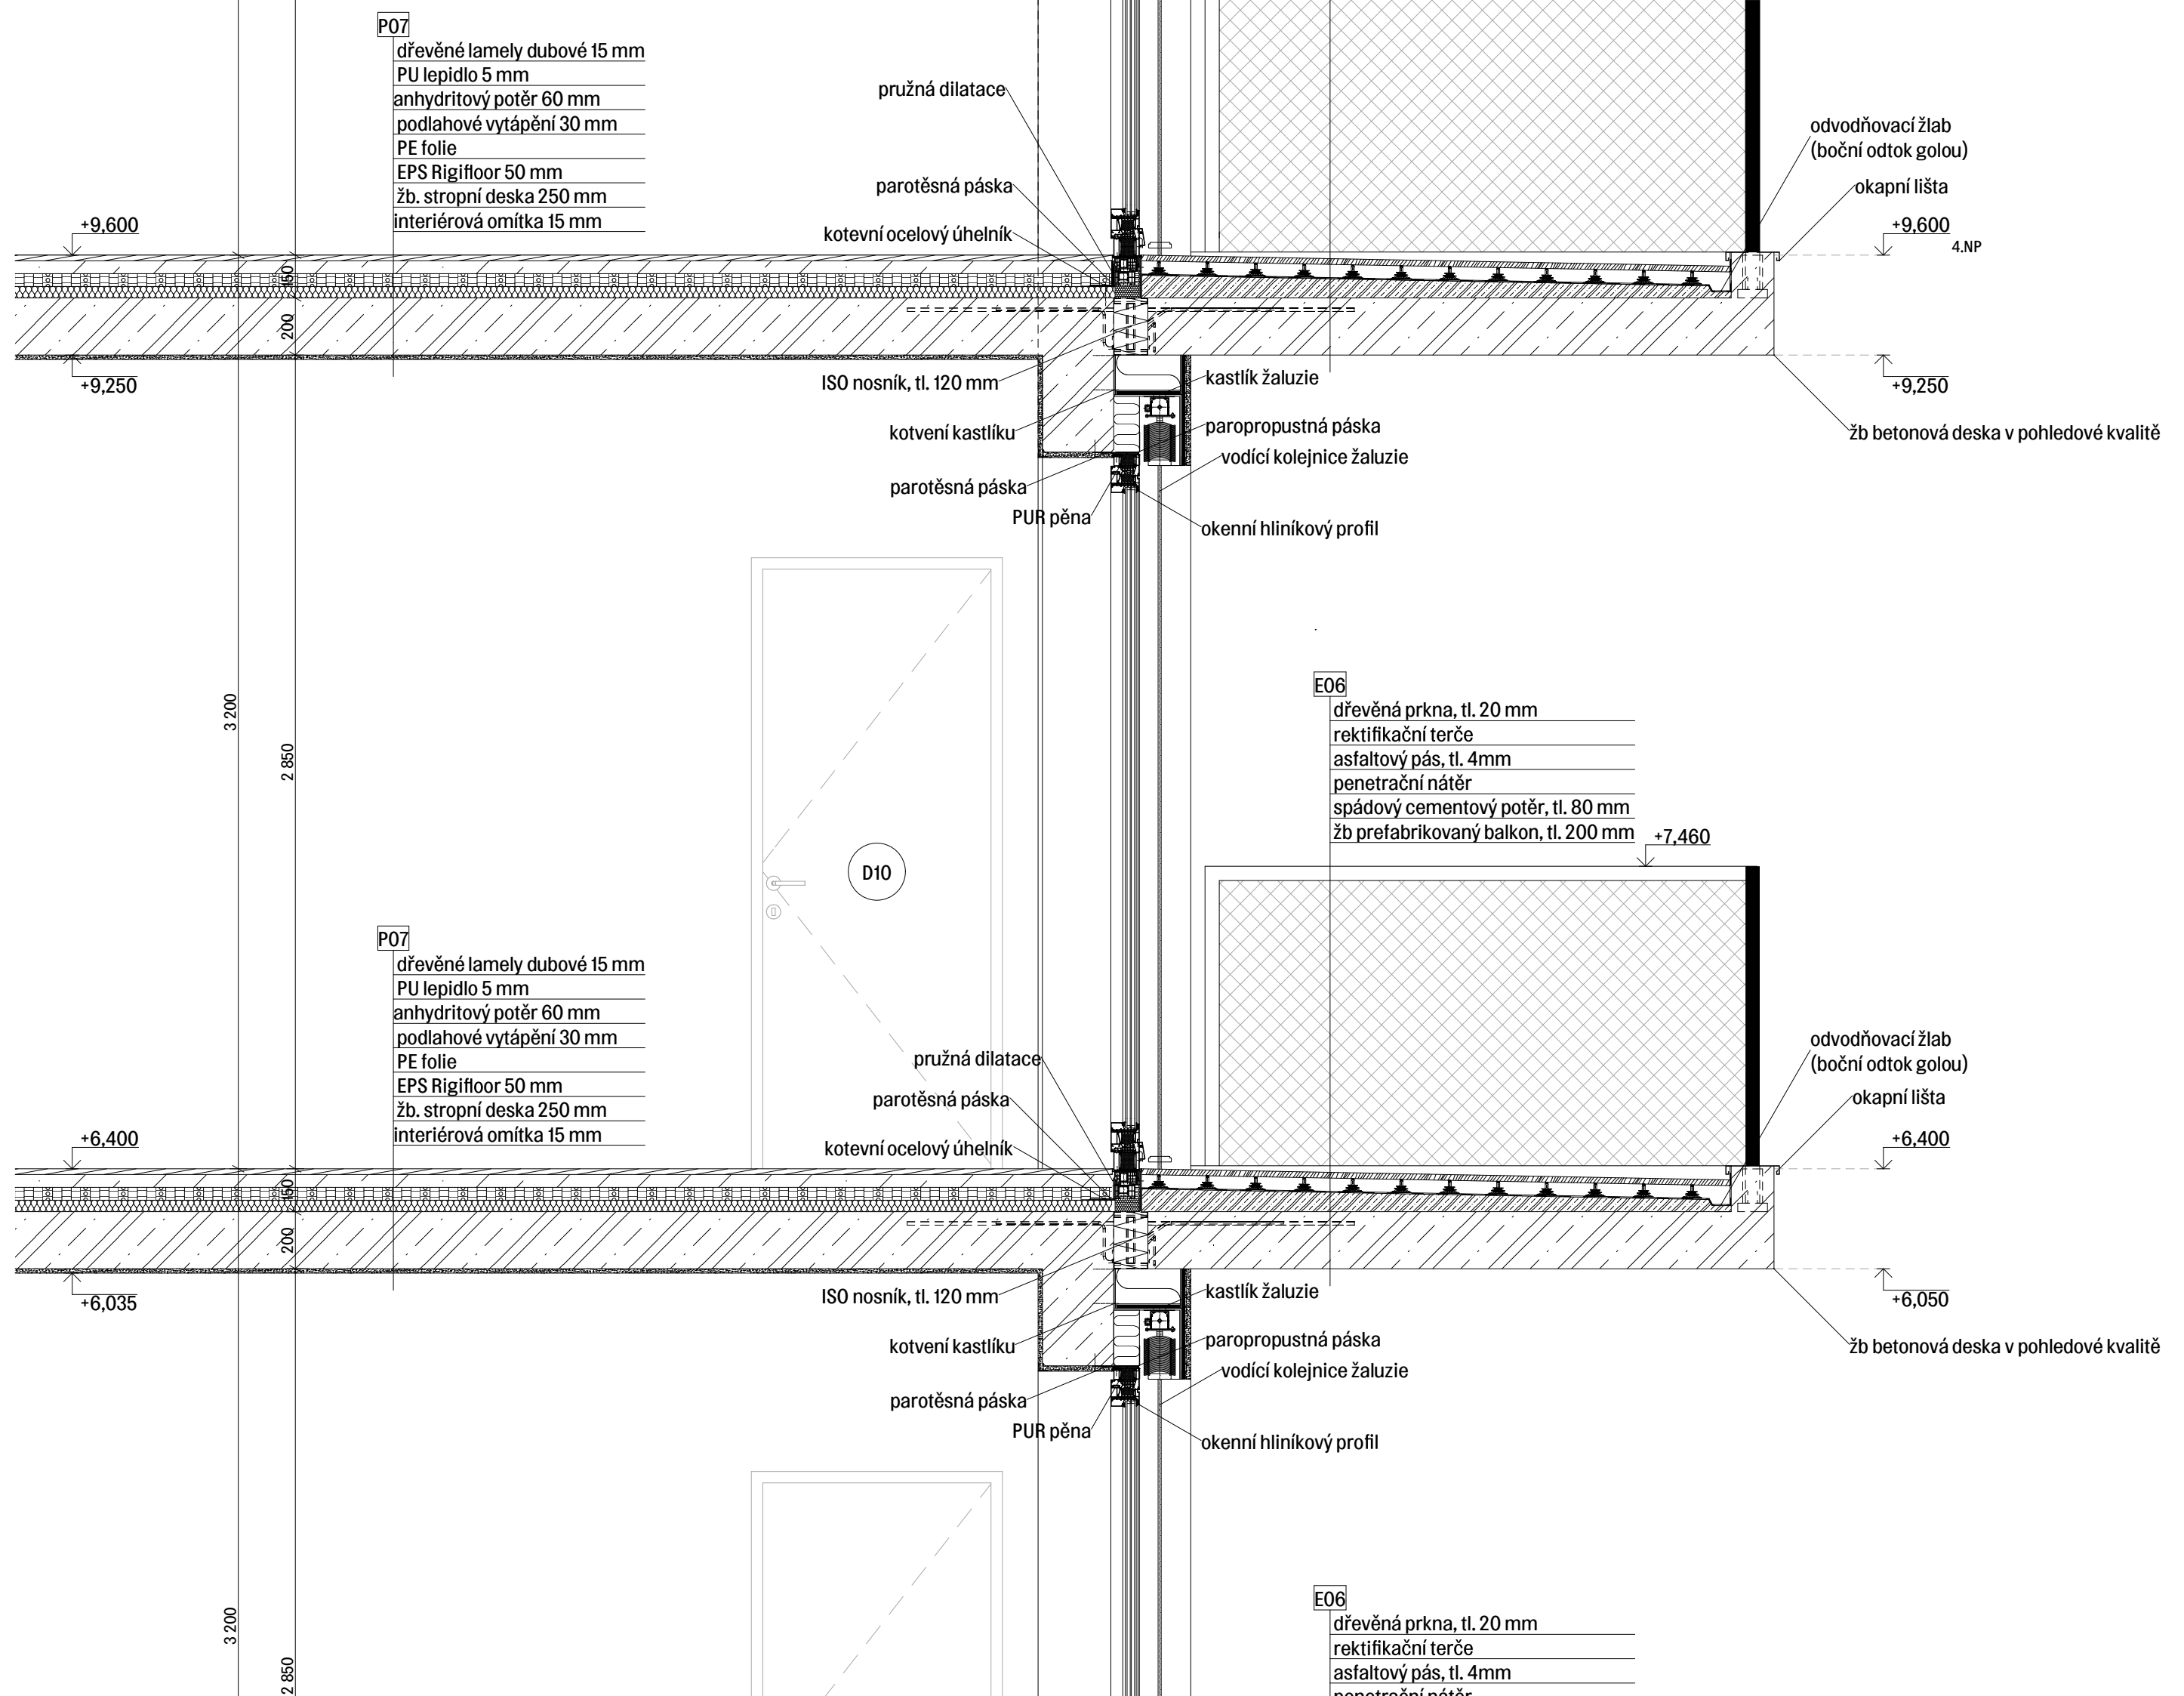 P07
dřevěné lamely dubové 15 mm
PU lepidlo 5 mm
anhydritový potěr 60 mm
podlahové vytápění 30 mm
PE folie
EPS Rigifloor 50 mm
žb. stropní deska 250 mm
interiérová omítka 15 mm
pružná dilatace
parotěsná páska
kotevní ocelový úhelník
odvodňovací žlab
(boční odtok golou)
okapní lišta
+9,600
+9,600
4.NP
150
200
+9,250
+9,250
ISO nosník, tl. 120 mm
kotvení kastlíku
parotěsná páska
PUR pěna
kastlík žaluzie
paropropustná páska
vodící kolejnice žaluzie
okenní hliníkový profil
žb betonová deska v pohledové kvalitě
3 200
2 850
D10
E06
dřevěná prkna, tl. 20 mm
rektifikační terče
asfaltový pás, tl. 4mm
penetrační nátěr
spádový cementový potěr, tl. 80 mm
žb prefabrikovaný balkon, tl. 200 mm
+7,460
P07
dřevěné lamely dubové 15 mm
PU lepidlo 5 mm
anhydritový potěr 60 mm
podlahové vytápění 30 mm
PE folie
EPS Rigifloor 50 mm
žb. stropní deska 250 mm
interiérová omítka 15 mm
pružná dilatace
parotěsná páska
kotevní ocelový úhelník
odvodňovací žlab
(boční odtok golou)
okapní lišta
+6,400
+6,400
150
200
+6,035
+6,050
ISO nosník, tl. 120 mm
kotvení kastlíku
parotěsná páska
PUR pěna
kastlík žaluzie
paropropustná páska
vodící kolejnice žaluzie
okenní hliníkový profil
žb betonová deska v pohledové kvalitě
3 200
2 850
E06
dřevěná prkna, tl. 20 mm
rektifikační terče
asfaltový pás, tl. 4mm
penetrační nátěr